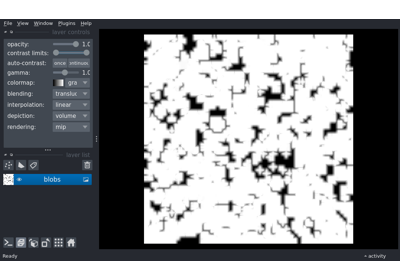 File View Window Plugins Help
layer controls
opacity: 1.0
contrast limits:
auto-contrast: once
gamma: 1.0
colormap: gra
blending: transluc
interpolation: linear
depiction: volume
rendering: mip
layer list
blobs
Ready activity